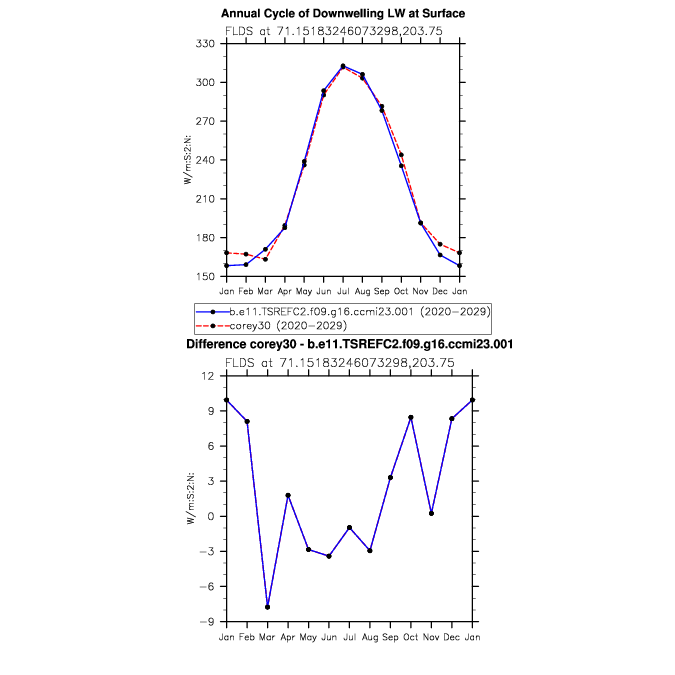 Annual Cycle of Downwelling LW at Surface
FLDS at 71.15183246073298,203.75
330
300
270
240
210
180
150
W/m:S:2:N:
Jan Feb Mar Apr May Jun Jul Aug Sep Oct Nov Dec Jan
b.e11.TSREFC2.f09.g16.ccmi23.001 (2020-2029)
corey30 (2020-2029)
Difference corey30 - b.e11.TSREFC2.f09.g16.ccmi23.001
FLDS at 71.15183246073298,203.75
12
9
6
3
0
-3
-6
-9
W/m:S:2:N:
Jan Feb Mar Apr May Jun Jul Aug Sep Oct Nov Dec Jan